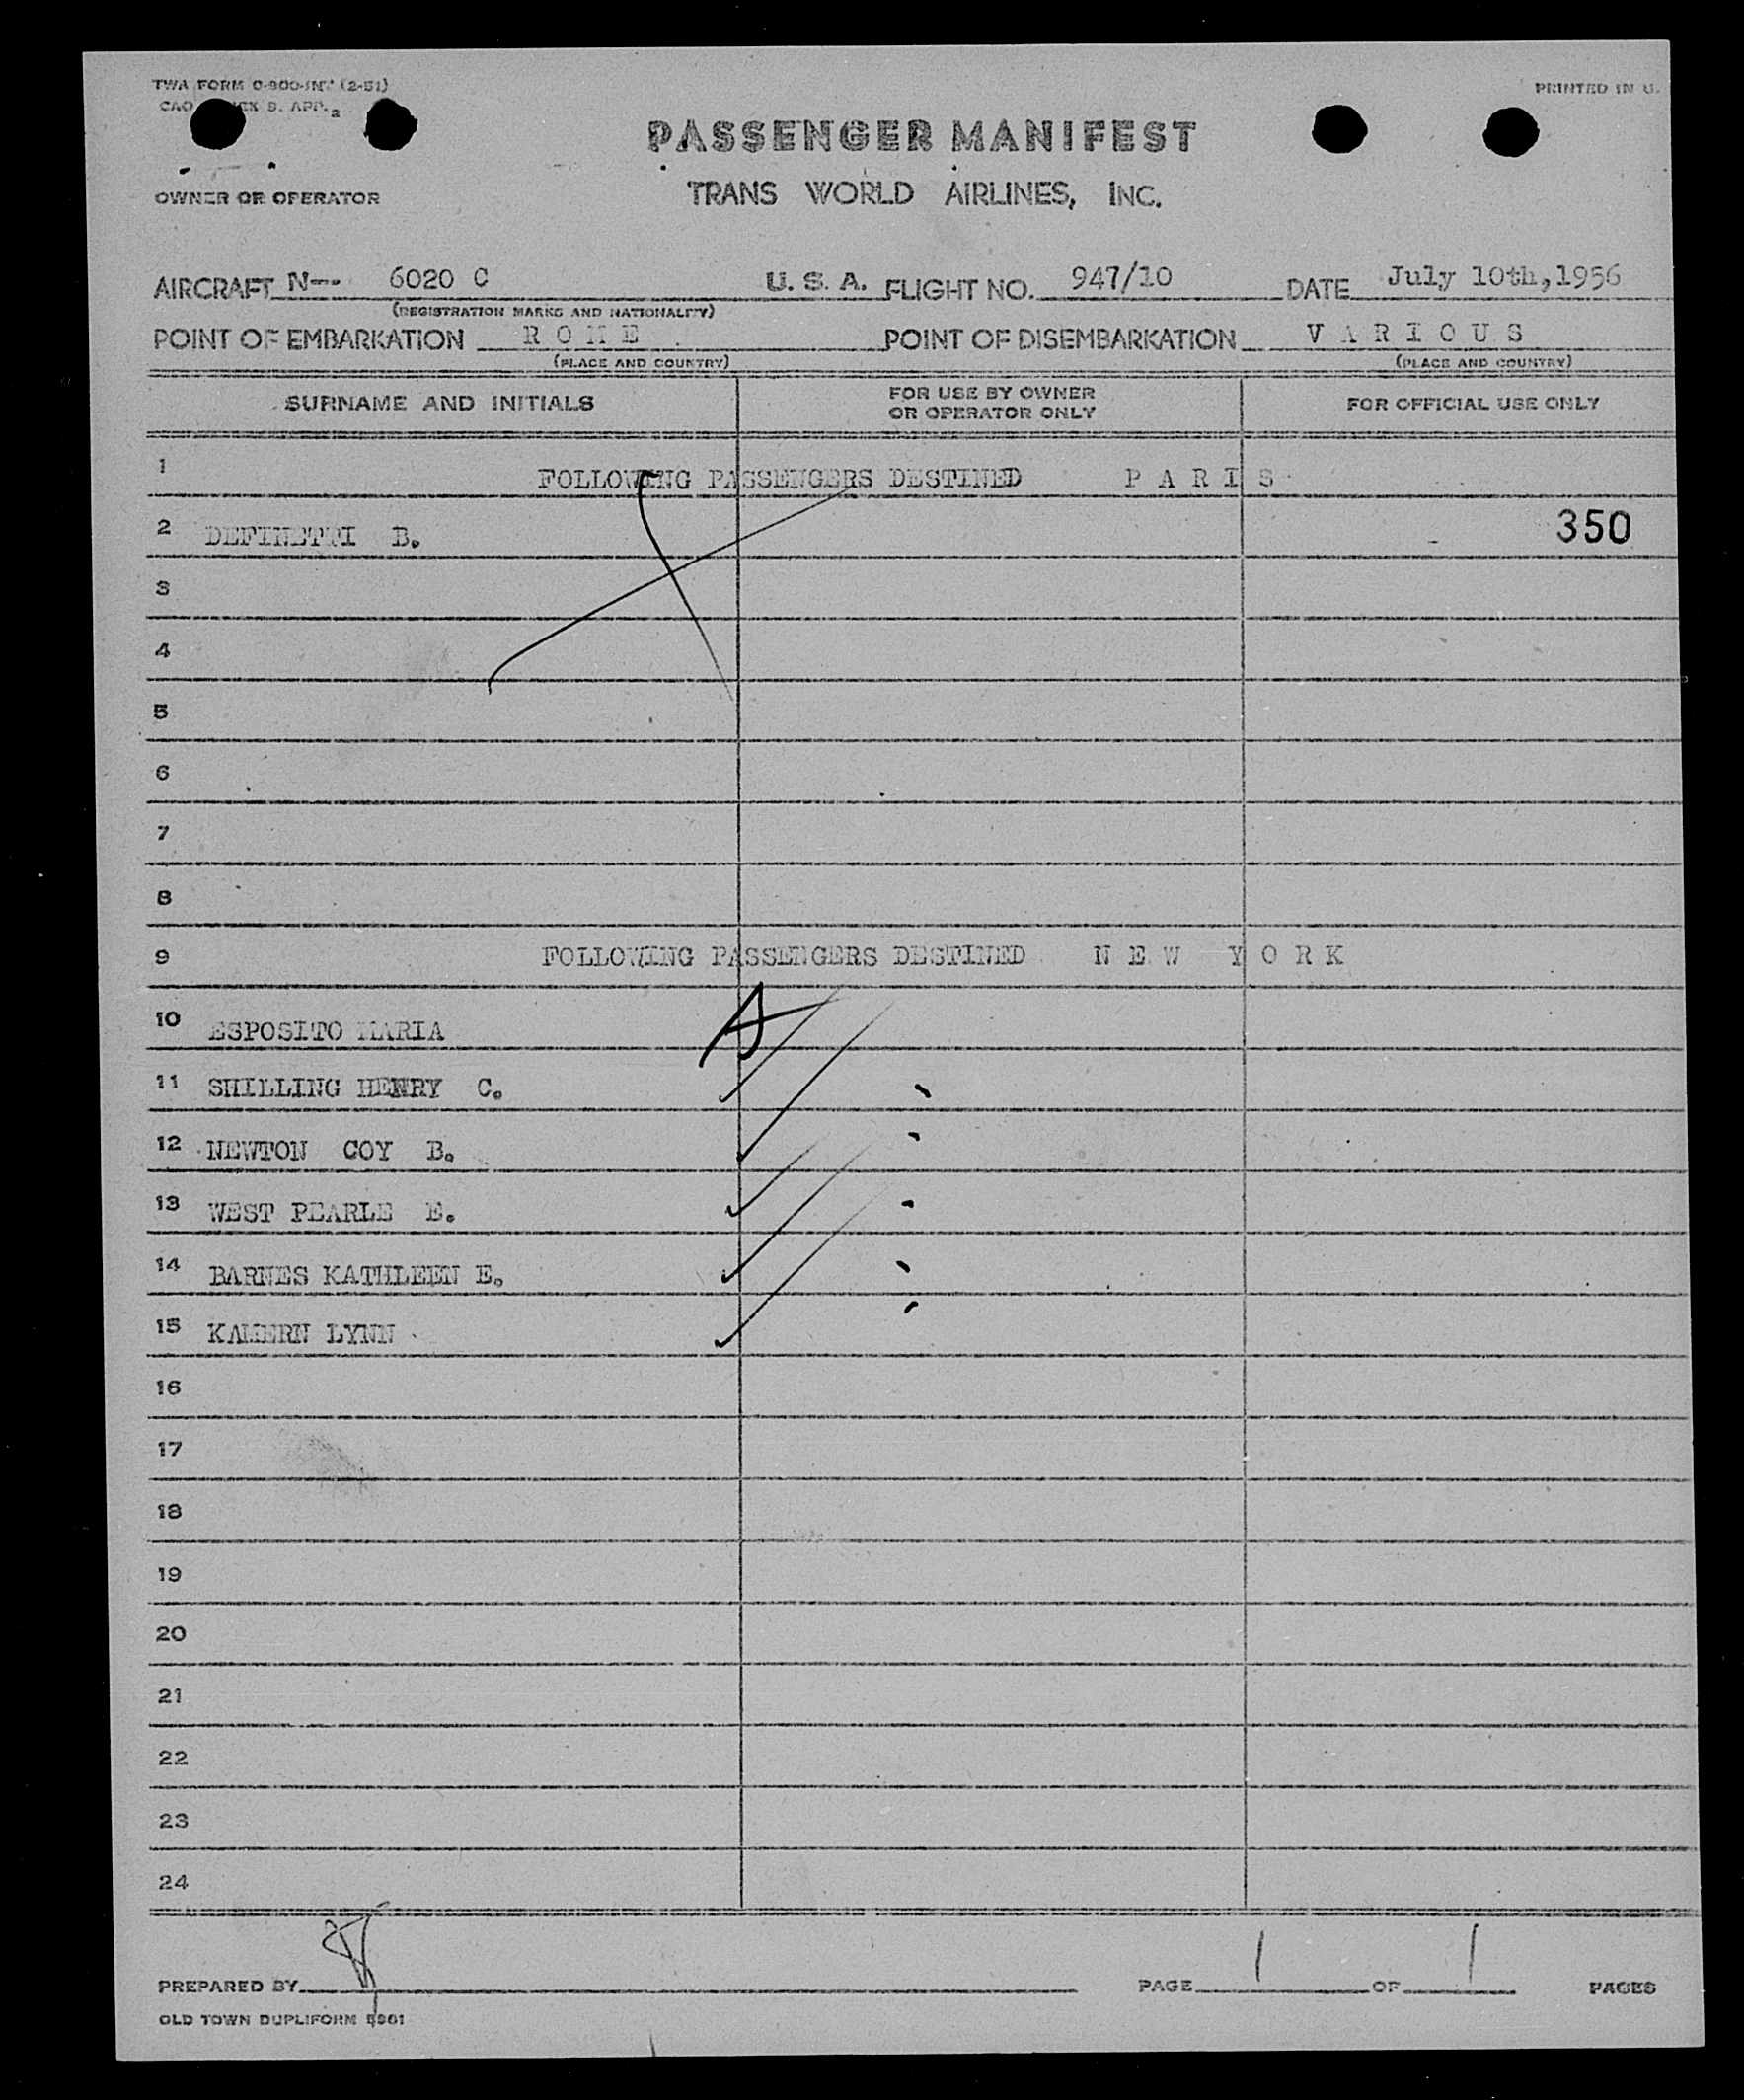 TWA FORM
PRINTED IN U.
PASSENGER MANIFEST
OWNER OR OPERATOR
TRANS WORLD AIRLINES, INC.
AIRCRAFT N-- 6020 C U. S. A. FLIGHT NO. 947/10 DATE July 10th, 1956
(REGISTRATION MARKS AND NATIONALITY)
POINT OF EMBARKATION R O M E POINT OF DISEMBARKATION V A R I O U S
(PLACE AND COUNTRY) (PLACE AND COUNTRY)
SURNAME AND INITIALS FOR USE BY OWNER OR OPERATOR ONLY FOR OFFICIAL USE ONLY
1 FOLLOWING PASSENGERS DESTINED P A R I S
2 DEFINETTI B. 350
3
4
5
6
7
8
9 FOLLOWING PASSENGERS DESTINED N E W Y O R K
10 ESPOSITO MARIA
11 SHILLING HENRY C.
12 NEWTON COY B.
13 WEST PEARLE E.
14 BARNES KATHLEEN E.
15 KAMERN LYNN
16
17
18
19
20
21
22
23
24
PREPARED BY PAGE 1 OF 1 PAGES
OLD TOWN DUPLIFORM